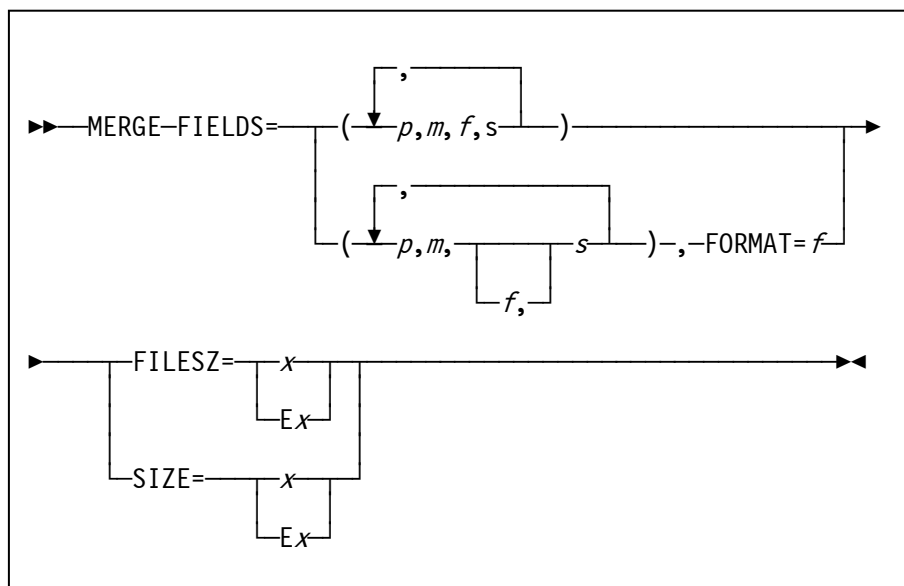 ,
MERGE FIELDS= ( p,m,f,s )
,
( p,m, s ) , FORMAT=f
f,
FILESZ= x
Ex
SIZE= x
Ex